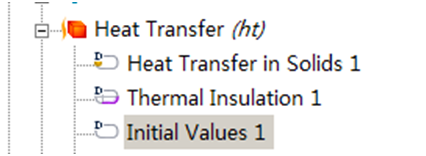 Heat Transfer (ht)
D Heat Transfer in Solids 1
D Thermal Insulation 1
D Initial Values 1